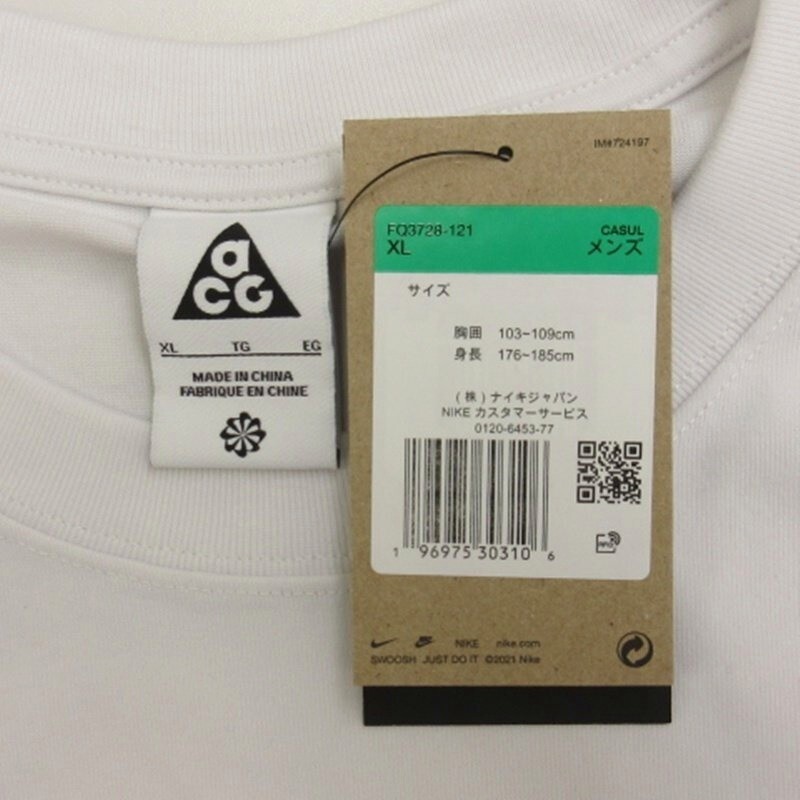 aCG
XL TG EG
MADE IN CHINA
FABRIQUE EN CHINE
IM#724197
FQ3728-121 CASUL
XL メンズ
サイズ
胸囲 103~109cm
身長 176~185cm
(株)ナイキジャパン
NIKE カスタマーサービス
0120-6453-77
1 96975 30310 6
NIKE nike.com
SWOOSH JUST DO IT ©2021 Nike